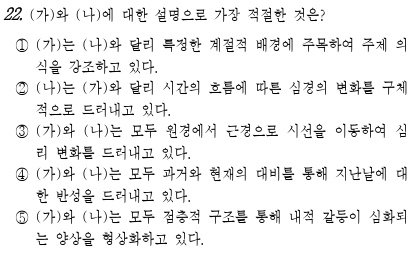 22. (가)와 (나)에 대한 설명으로 가장 적절한 것은?
① (가)는 (나)와 달리 특정한 계절적 배경에 주목하여 주제 의
식을 강조하고 있다.
② (나)는 (가)와 달리 시간의 흐름에 따른 심경의 변화를 구체
적으로 드러내고 있다.
③ (가)와 (나)는 모두 원경에서 근경으로 시선을 이동하여 심
리 변화를 드러내고 있다.
④ (가)와 (나)는 모두 과거와 현재의 대비를 통해 지난날에 대
한 반성을 드러내고 있다.
⑤ (가)와 (나)는 모두 점층적 구조를 통해 내적 갈등이 심화되
는 양상을 형상화하고 있다.